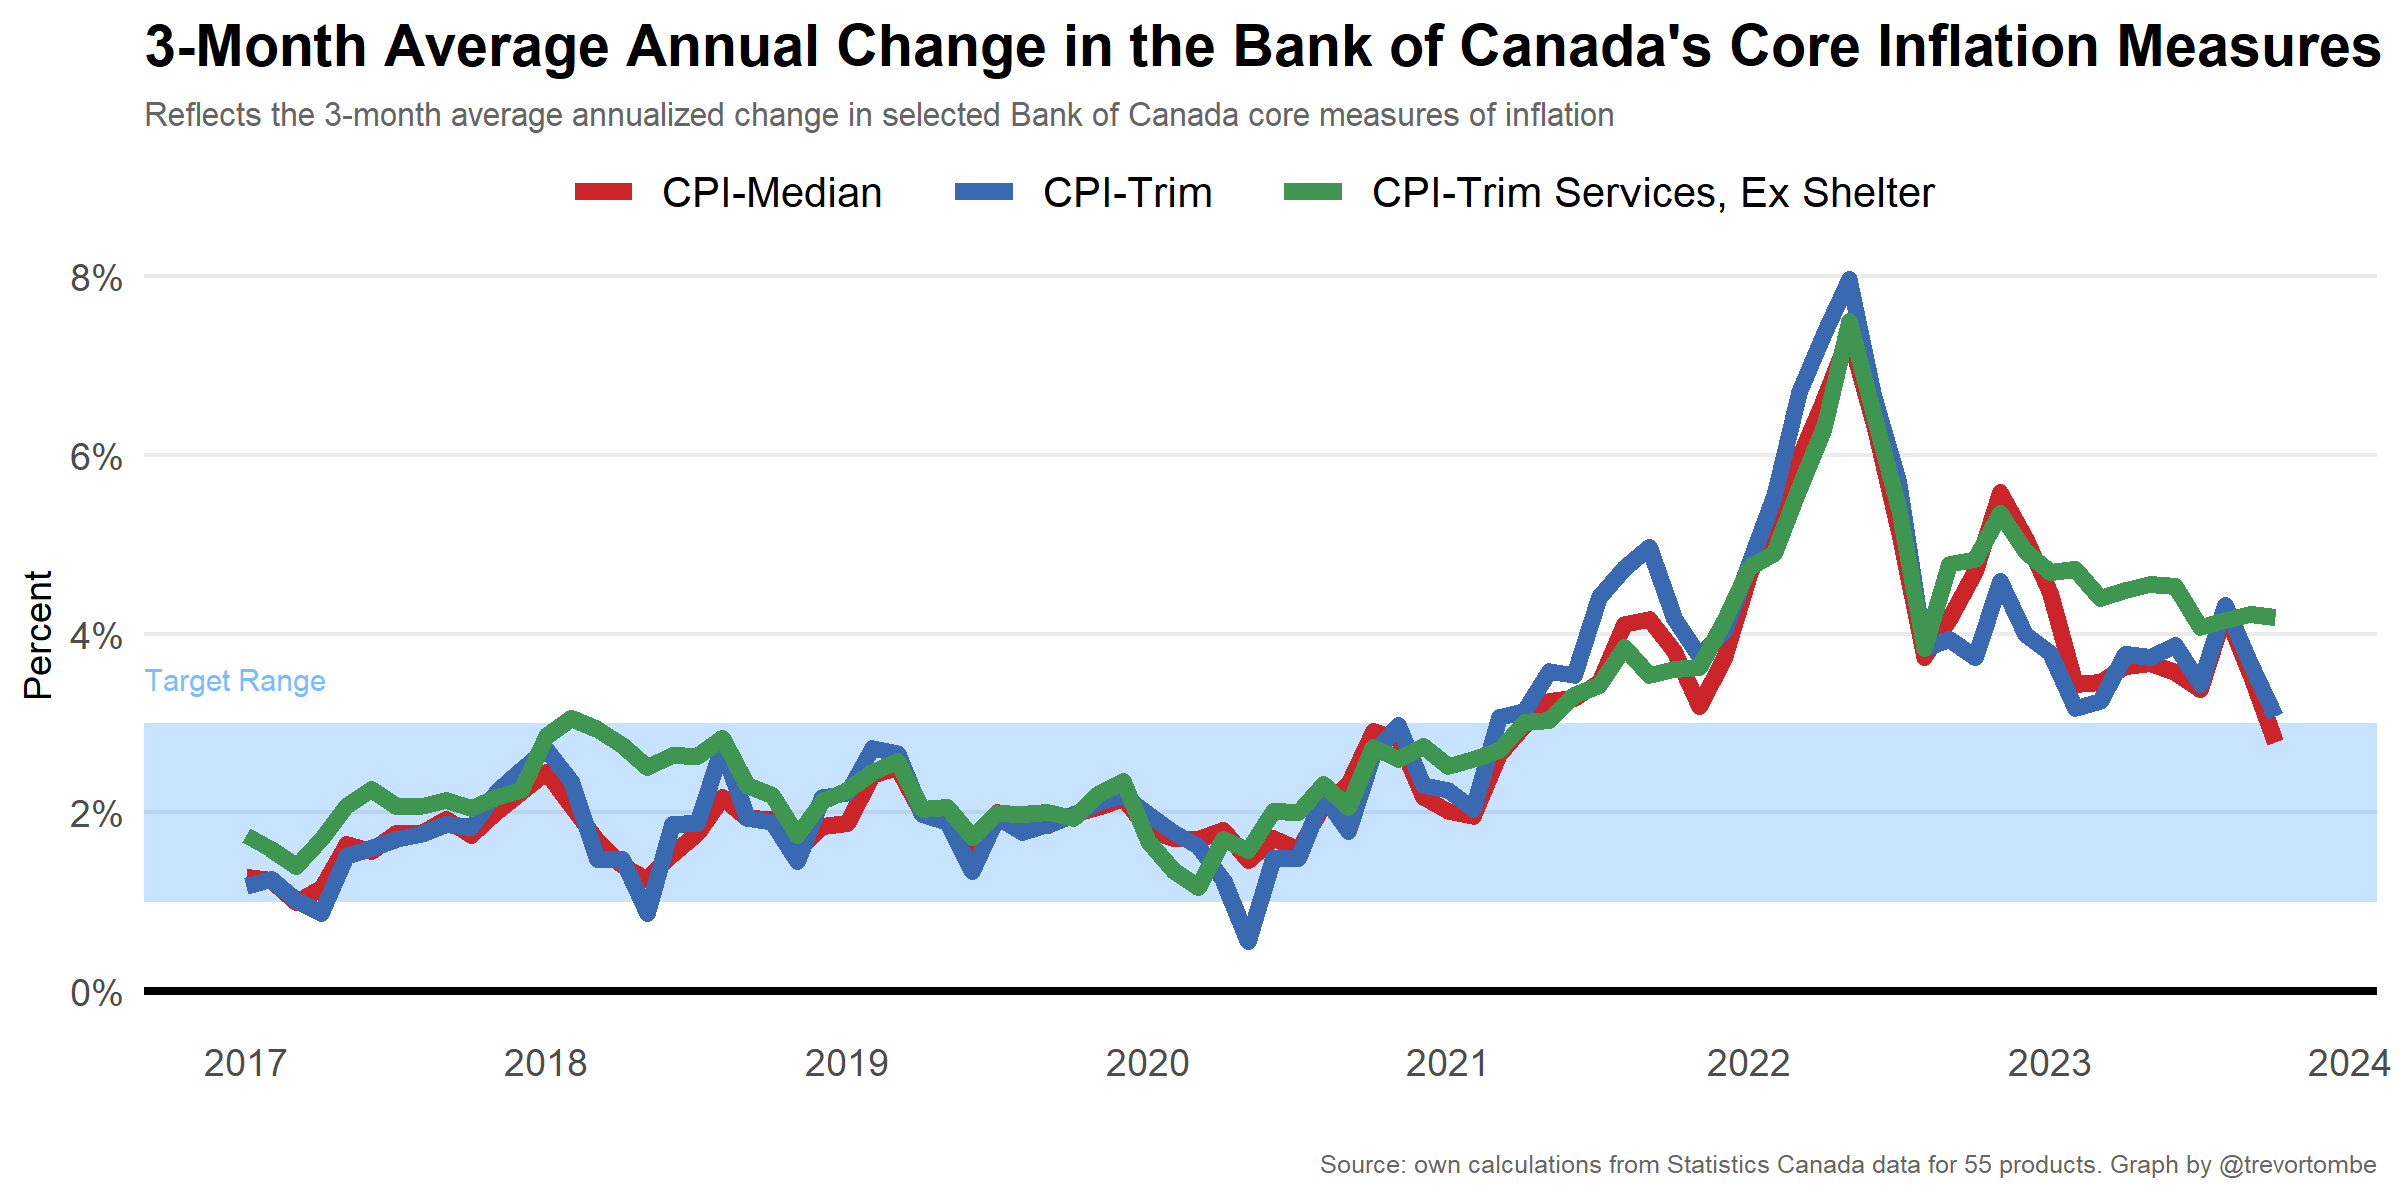 3-Month Average Annual Change in the Bank of Canada's Core Inflation Measures
Reflects the 3-month average annualized change in selected Bank of Canada core measures of inflation
CPI-Median CPI-Trim CPI-Trim Services, Ex Shelter
8%
6%
4%
Target Range
2%
0%
Percent
2017 2018 2019 2020 2021 2022 2023 2024
Source: own calculations from Statistics Canada data for 55 products. Graph by @trevortombe